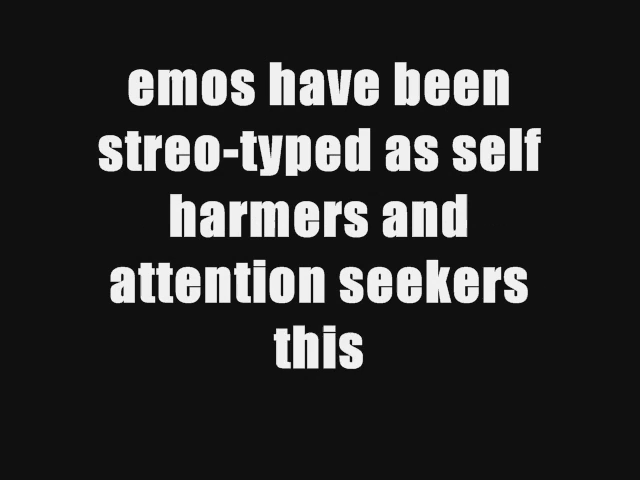 emos have been
streo-typed as self
harmers and
attention seekers
this